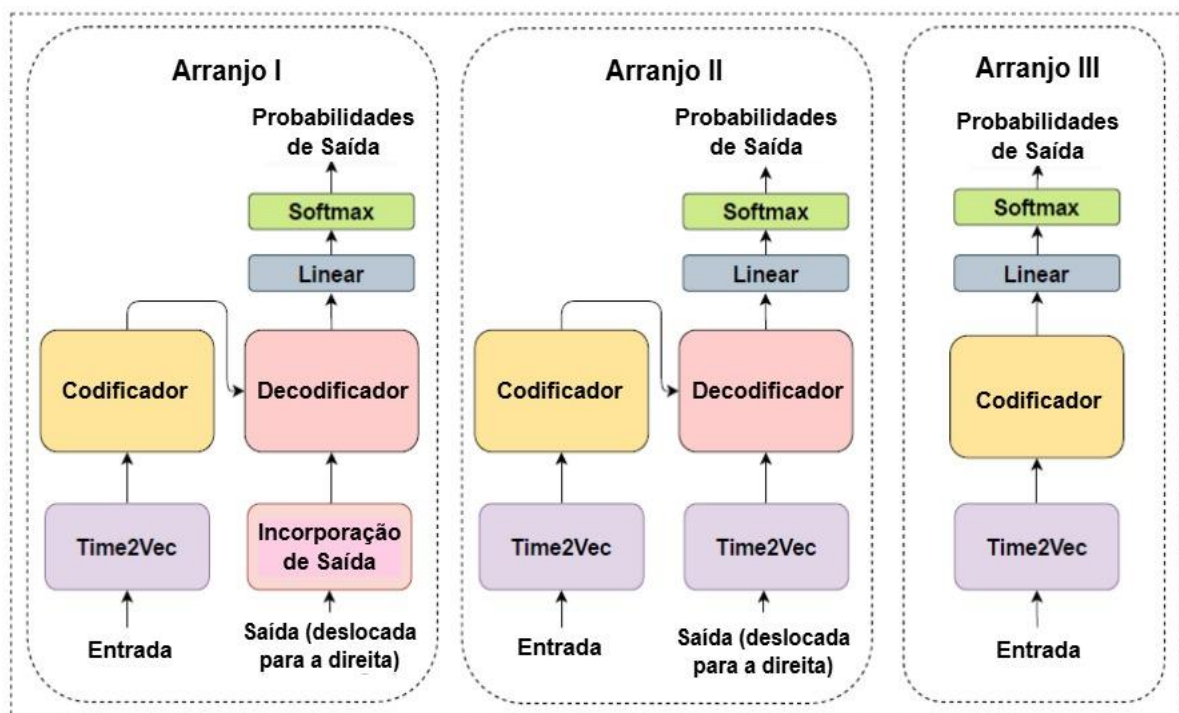 Arranjo I
Probabilidades
de Saída
Softmax
Linear
Codificador
Decodificador
Time2Vec
Incorporação
de Saída
Entrada
Saída (deslocada
para a direita)
Arranjo II
Probabilidades
de Saída
Softmax
Linear
Codificador
Decodificador
Time2Vec
Time2Vec
Entrada
Saída (deslocada
para a direita)
Arranjo III
Probabilidades
de Saída
Softmax
Linear
Codificador
Time2Vec
Entrada